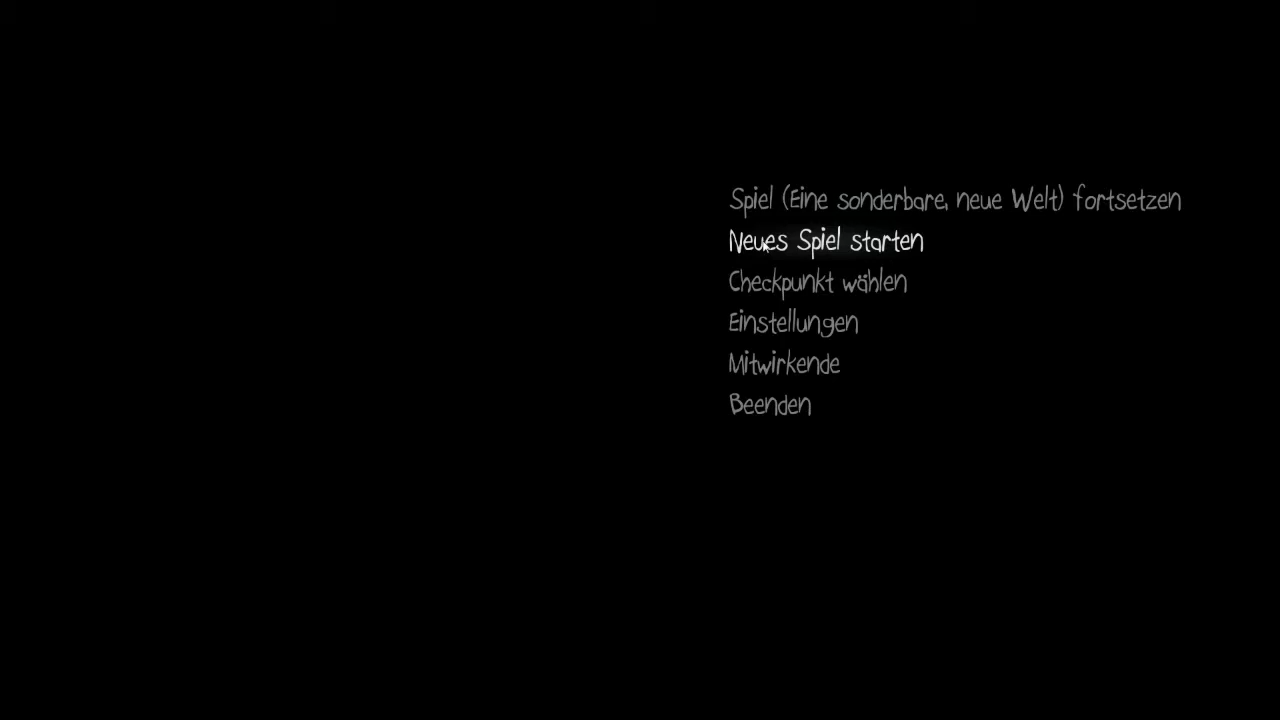 Spiel (Eine sonderbare, neue Welt) fortsetzen
Neues Spiel starten
Checkpunkt wählen
Einstellungen
Mitwirkende
Beenden